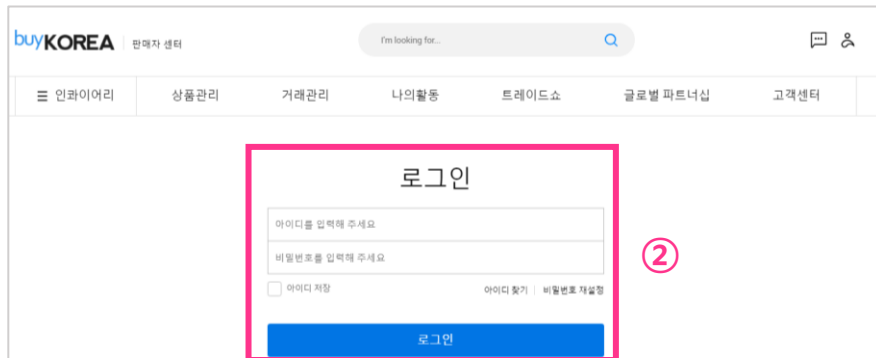 buyKOREA 판매자 센터 I'm looking for...
인콰이어리 상품관리 거래관리 나의활동 트레이드쇼 글로벌 파트너십 고객센터
로그인
아이디를 입력해 주세요
비밀번호를 입력해 주세요
②
아이디 저장 아이디 찾기 비밀번호 재설정
로그인